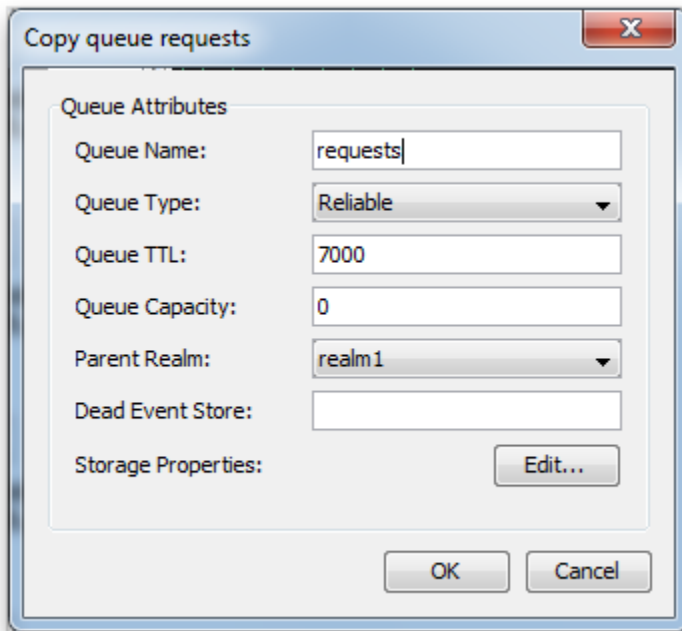 Copy queue requests
Queue Attributes
Queue Name: requests
Queue Type: Reliable
Queue TTL: 7000
Queue Capacity: 0
Parent Realm: realm1
Dead Event Store:
Storage Properties: Edit...
OK Cancel